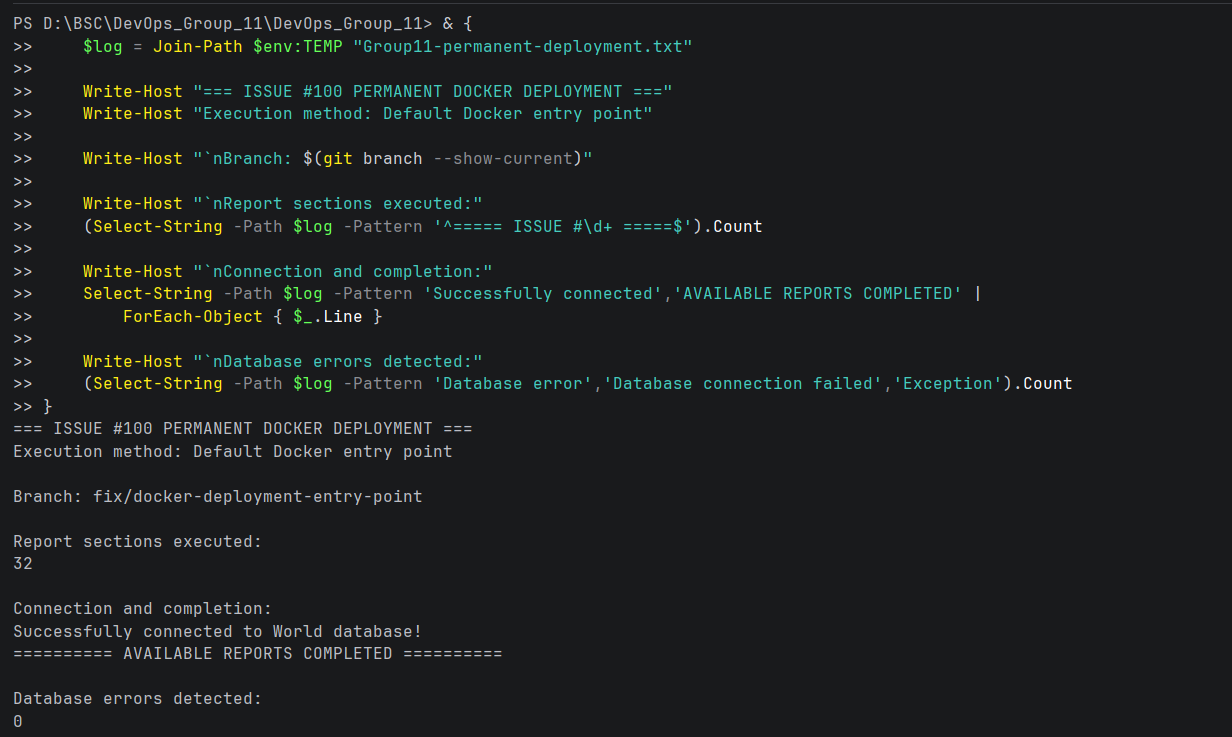 PS D:\BSC\DevOps_Group_11\DevOps_Group_11> & {
>>     $log = Join-Path $env:TEMP "Group11-permanent-deployment.txt"
>>
>>     Write-Host "=== ISSUE #100 PERMANENT DOCKER DEPLOYMENT ==="
>>     Write-Host "Execution method: Default Docker entry point"
>>
>>     Write-Host "`nBranch: $(git branch --show-current)"
>>
>>     Write-Host "`nReport sections executed:"
>>     (Select-String -Path $log -Pattern '^===== ISSUE #\d+ =====$').Count
>>
>>     Write-Host "`nConnection and completion:"
>>     Select-String -Path $log -Pattern 'Successfully connected','AVAILABLE REPORTS COMPLETED' |
>>         ForEach-Object { $_.Line }
>>
>>     Write-Host "`nDatabase errors detected:"
>>     (Select-String -Path $log -Pattern 'Database error','Database connection failed','Exception').Count
>> }
=== ISSUE #100 PERMANENT DOCKER DEPLOYMENT ===
Execution method: Default Docker entry point

Branch: fix/docker-deployment-entry-point

Report sections executed:
32

Connection and completion:
Successfully connected to World database!
========== AVAILABLE REPORTS COMPLETED ==========

Database errors detected:
0